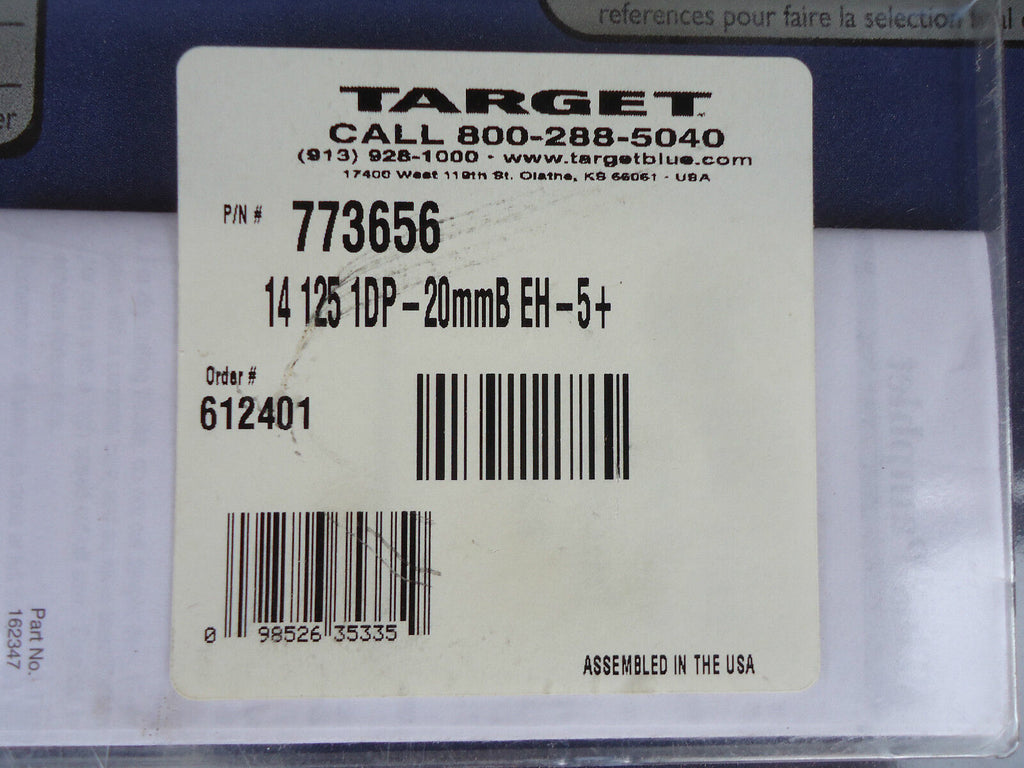 references pour faire la selection
er
TARGET
CALL 800-288-5040
(913) 928-1000 · www.targetblue.com
17400 West 119th St. Olathe, KS 66061 - USA
P/N # 773656
14 125 1DP-20mmB EH-5+
Order #
612401
0 98526 35335
ASSEMBLED IN THE USA
Part No.
162347